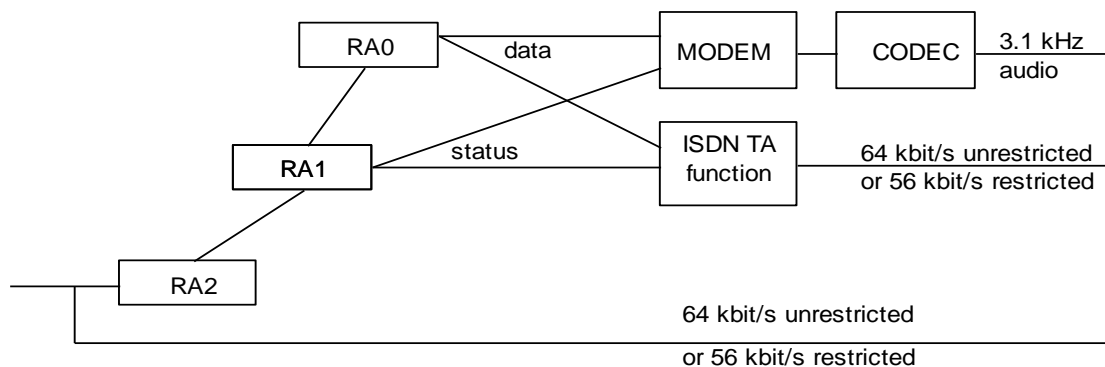 RA0
data
MODEM
CODEC
3.1 kHz
audio
RA1
status
ISDN TA
function
64 kbit/s unrestricted
or 56 kbit/s restricted
RA2
64 kbit/s unrestricted
or 56 kbit/s restricted